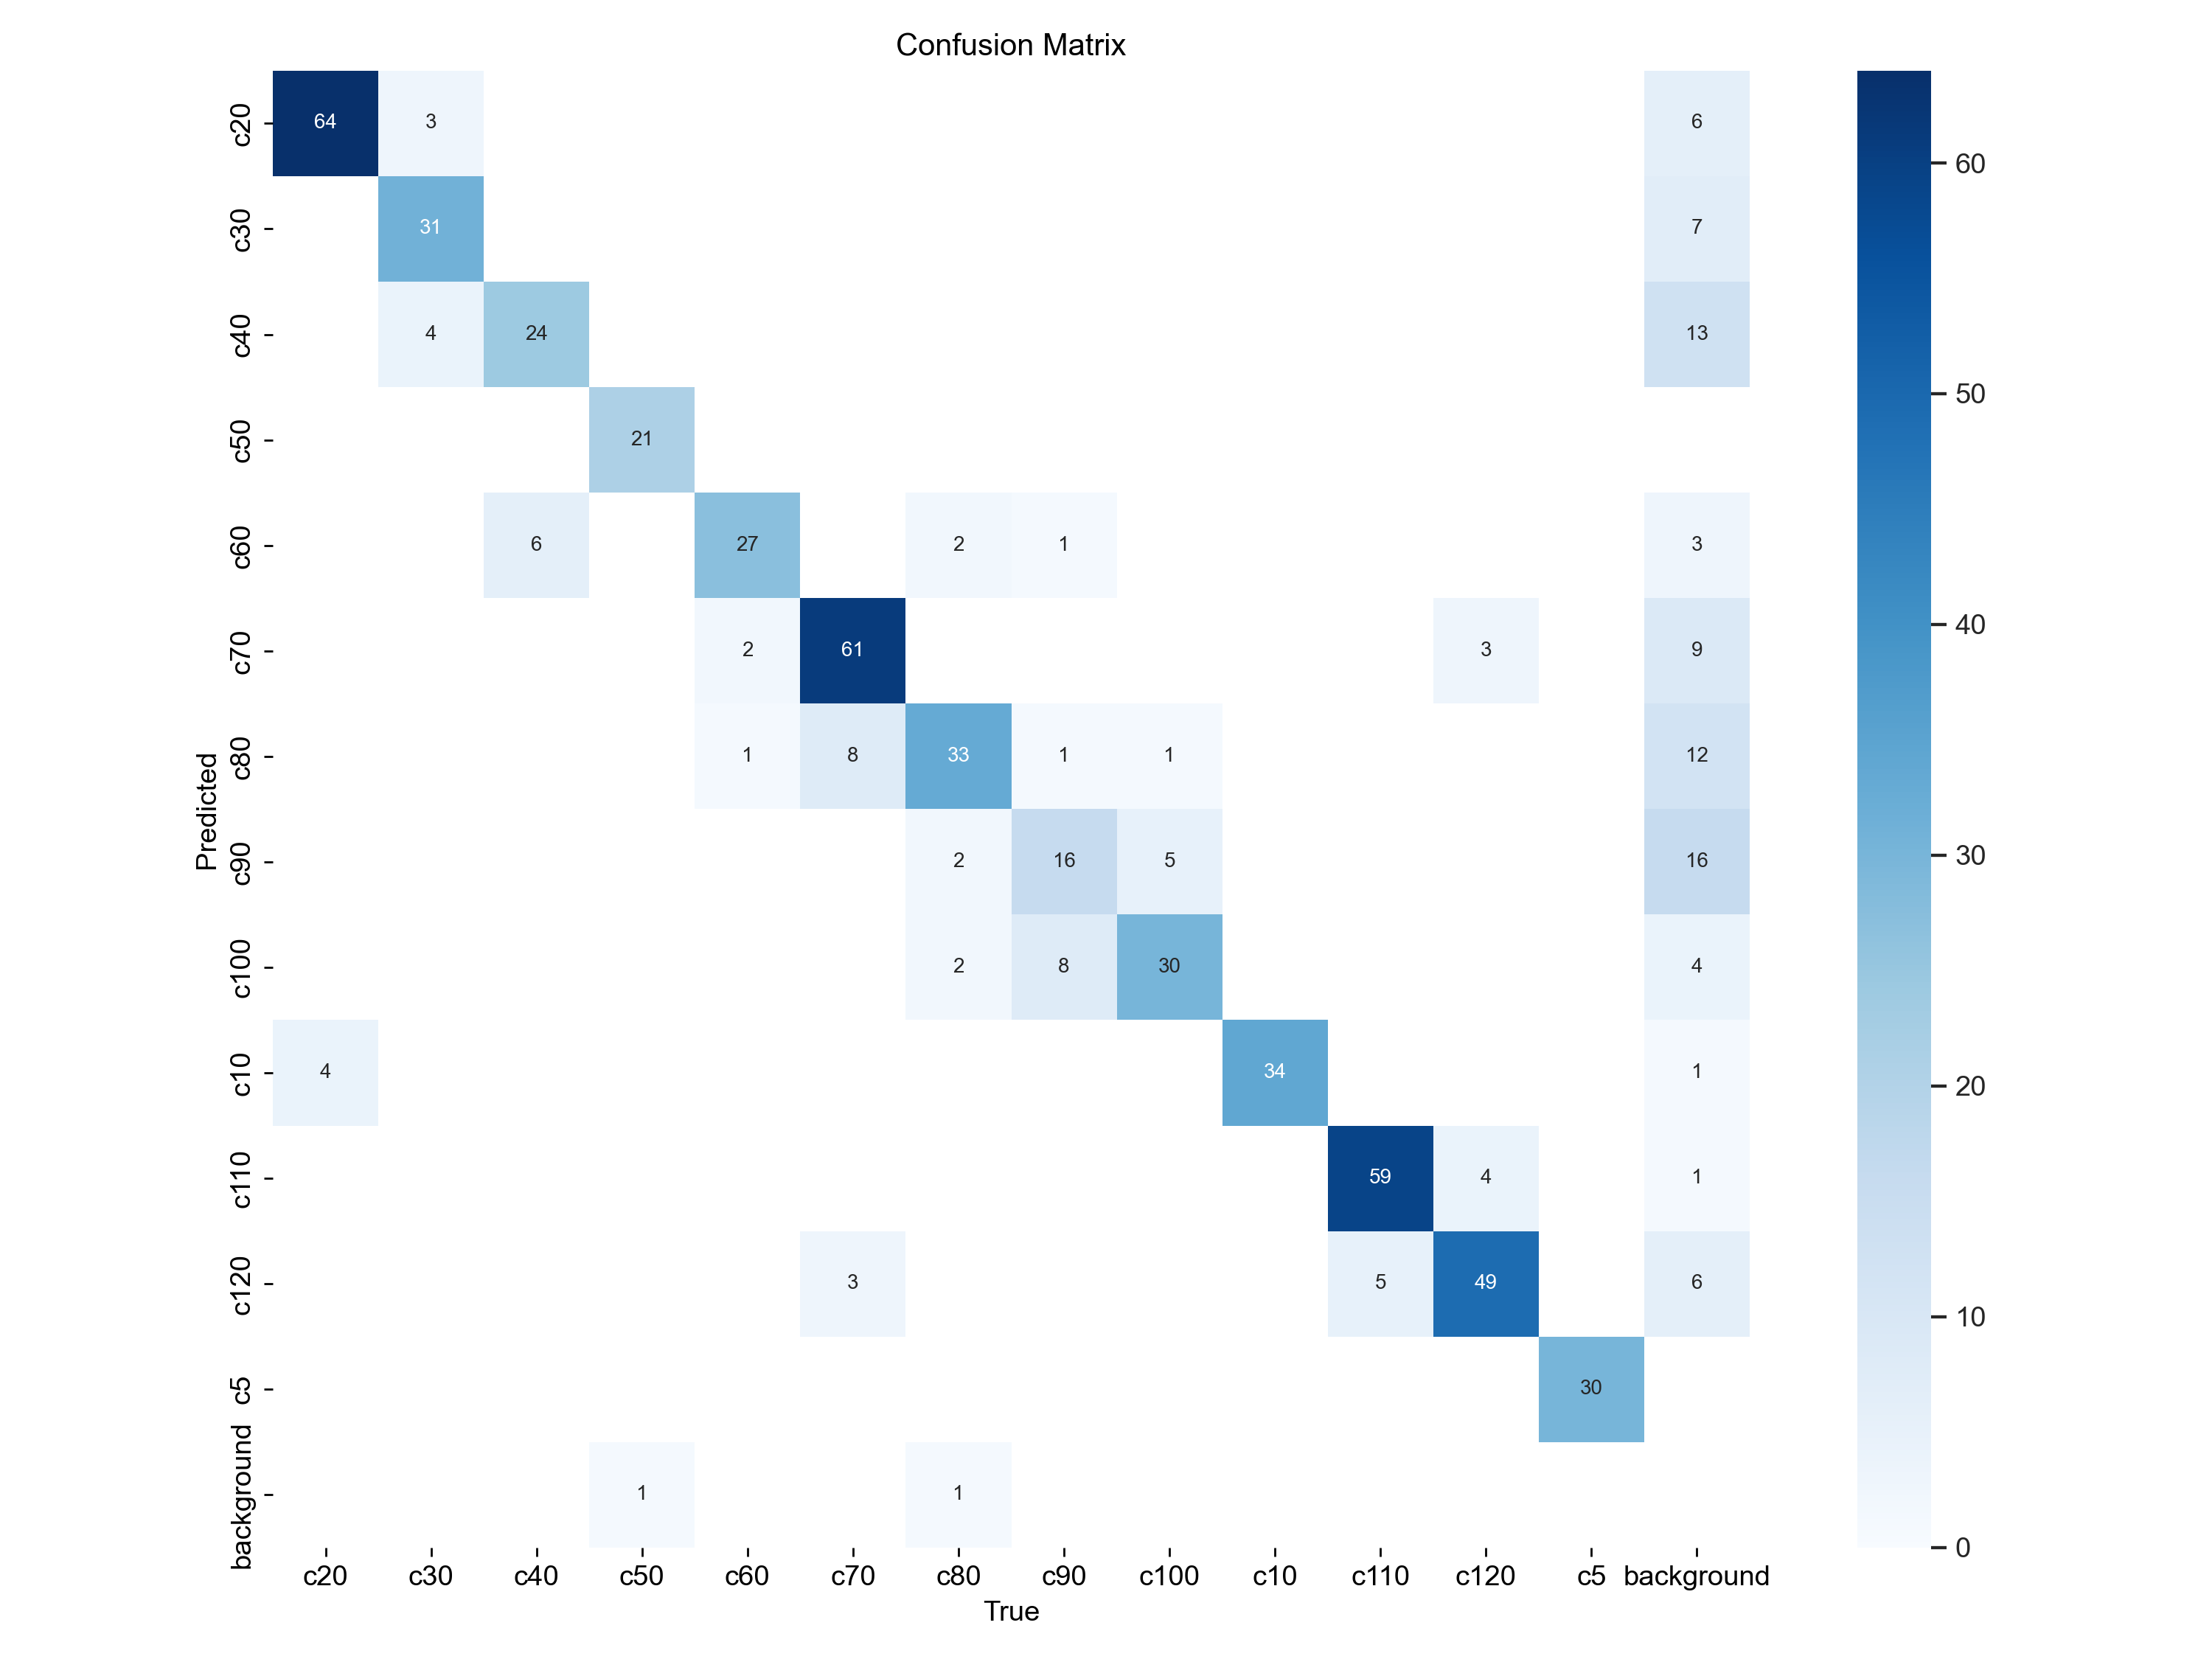 Confusion Matrix
c20 64 3 6 60
c30 31 7
c40 4 24 13 50
c50 21
c60 6 27 2 1 3
c70 2 61 3 9 40
c80 1 8 33 1 1 12
Predicted
c90 2 16 5 16 30
c100 2 8 30 4
c10 4 34 1 20
c110 59 4 1
c120 3 5 49 6 10
c5 30
background 1 1 0
c20 c30 c40 c50 c60 c70 c80 c90 c100 c10 c110 c120 c5 background
True